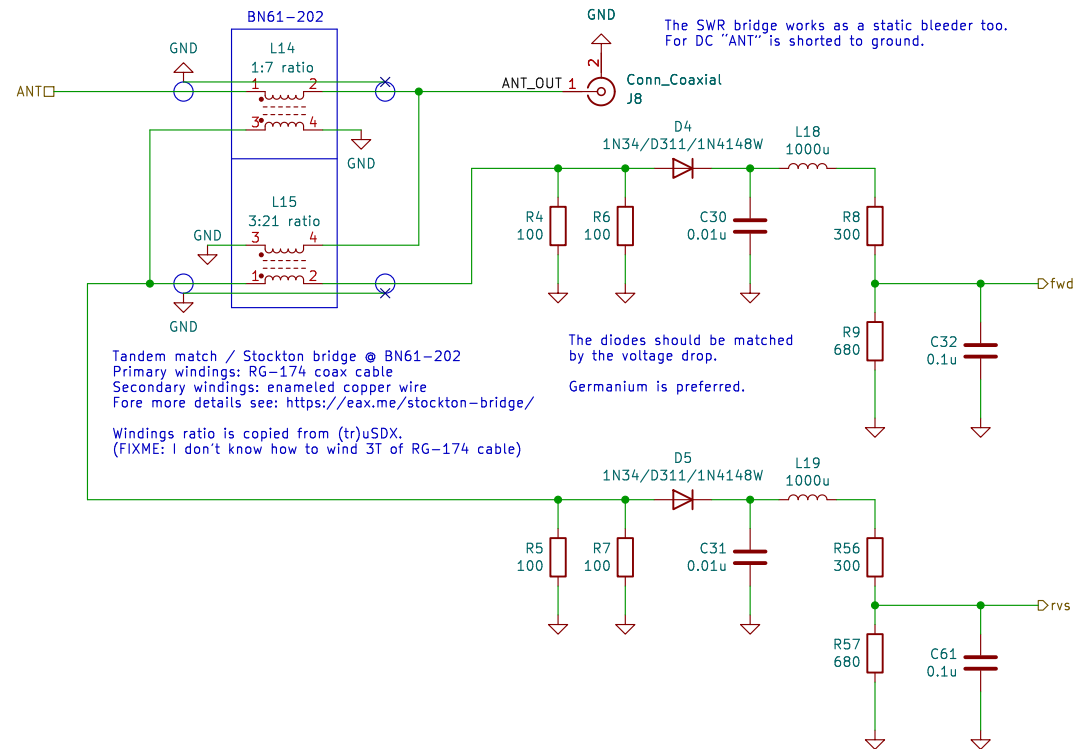 BN61-202
GND
The SWR bridge works as a static bleeder too.
For DC "ANT" is shorted to ground.
GND
L14
1:7 ratio
1
2
3
4
ANT
ANT_OUT
1
2
Conn_Coaxial
J8
GND
D4
1N34/D311/1N4148W
L18
1000u
L15
3:21 ratio
GND
3
4
1
2
GND
R4
100
R6
100
C30
0.01u
R8
300
fwd
R9
680
C32
0.1u
The diodes should be matched
by the voltage drop.
Germanium is preferred.
Tandem match / Stockton bridge @ BN61-202
Primary windings: RG-174 coax cable
Secondary windings: enameled copper wire
Fore more details see: https://eax.me/stockton-bridge/
Windings ratio is copied from (tr)uSDX.
(FIXME: I don't know how to wind 3T of RG-174 cable)
D5
1N34/D311/1N4148W
L19
1000u
R5
100
R7
100
C31
0.01u
R56
300
rvs
R57
680
C61
0.1u